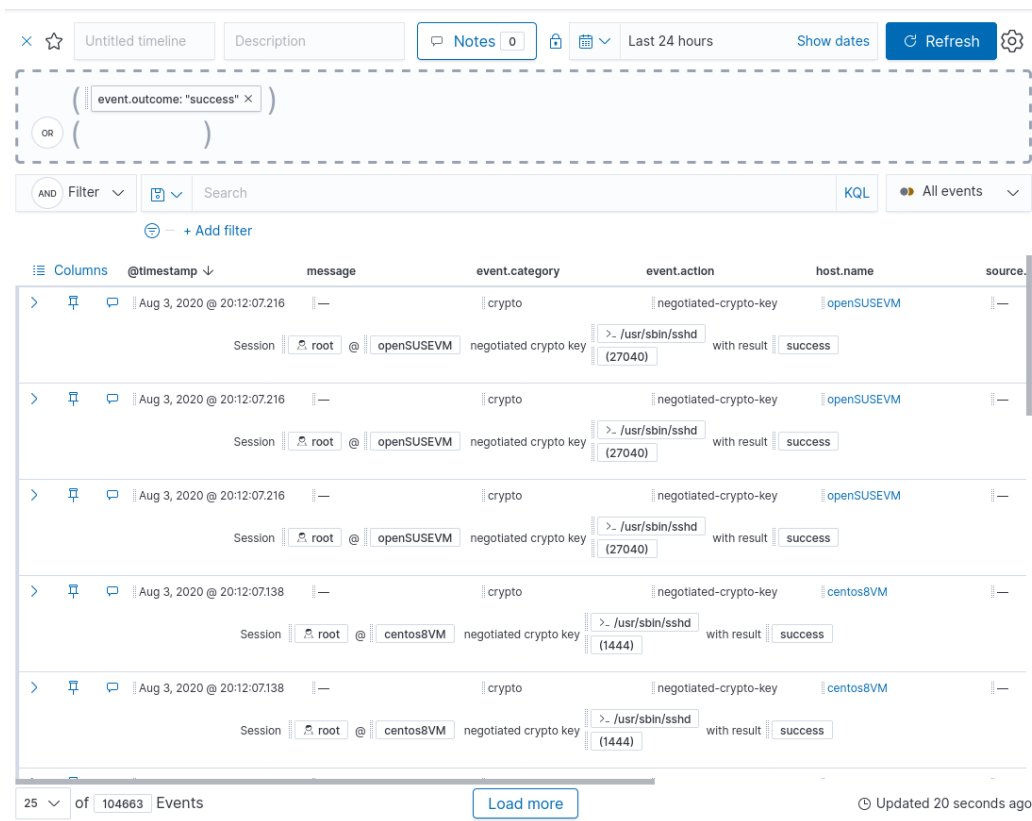 Untitled timeline Description Notes 0 Last 24 hours Show dates Refresh
( event.outcome: "success" × )
OR ( )
AND Filter Search KQL All events
+ Add filter
Columns @timestamp message event.category event.action host.name source.
Aug 3, 2020 @ 20:12:07.216 — crypto negotiated-crypto-key openSUSEVM —
Session root @ openSUSEVM negotiated crypto key >_ /usr/sbin/sshd (27040) with result success
Aug 3, 2020 @ 20:12:07.216 — crypto negotiated-crypto-key openSUSEVM —
Session root @ openSUSEVM negotiated crypto key >_ /usr/sbin/sshd (27040) with result success
Aug 3, 2020 @ 20:12:07.216 — crypto negotiated-crypto-key openSUSEVM —
Session root @ openSUSEVM negotiated crypto key >_ /usr/sbin/sshd (27040) with result success
Aug 3, 2020 @ 20:12:07.138 — crypto negotiated-crypto-key centos8VM —
Session root @ centos8VM negotiated crypto key >_ /usr/sbin/sshd (1444) with result success
Aug 3, 2020 @ 20:12:07.138 — crypto negotiated-crypto-key centos8VM —
Session root @ centos8VM negotiated crypto key >_ /usr/sbin/sshd (1444) with result success
25 of 104663 Events Load more Updated 20 seconds ago